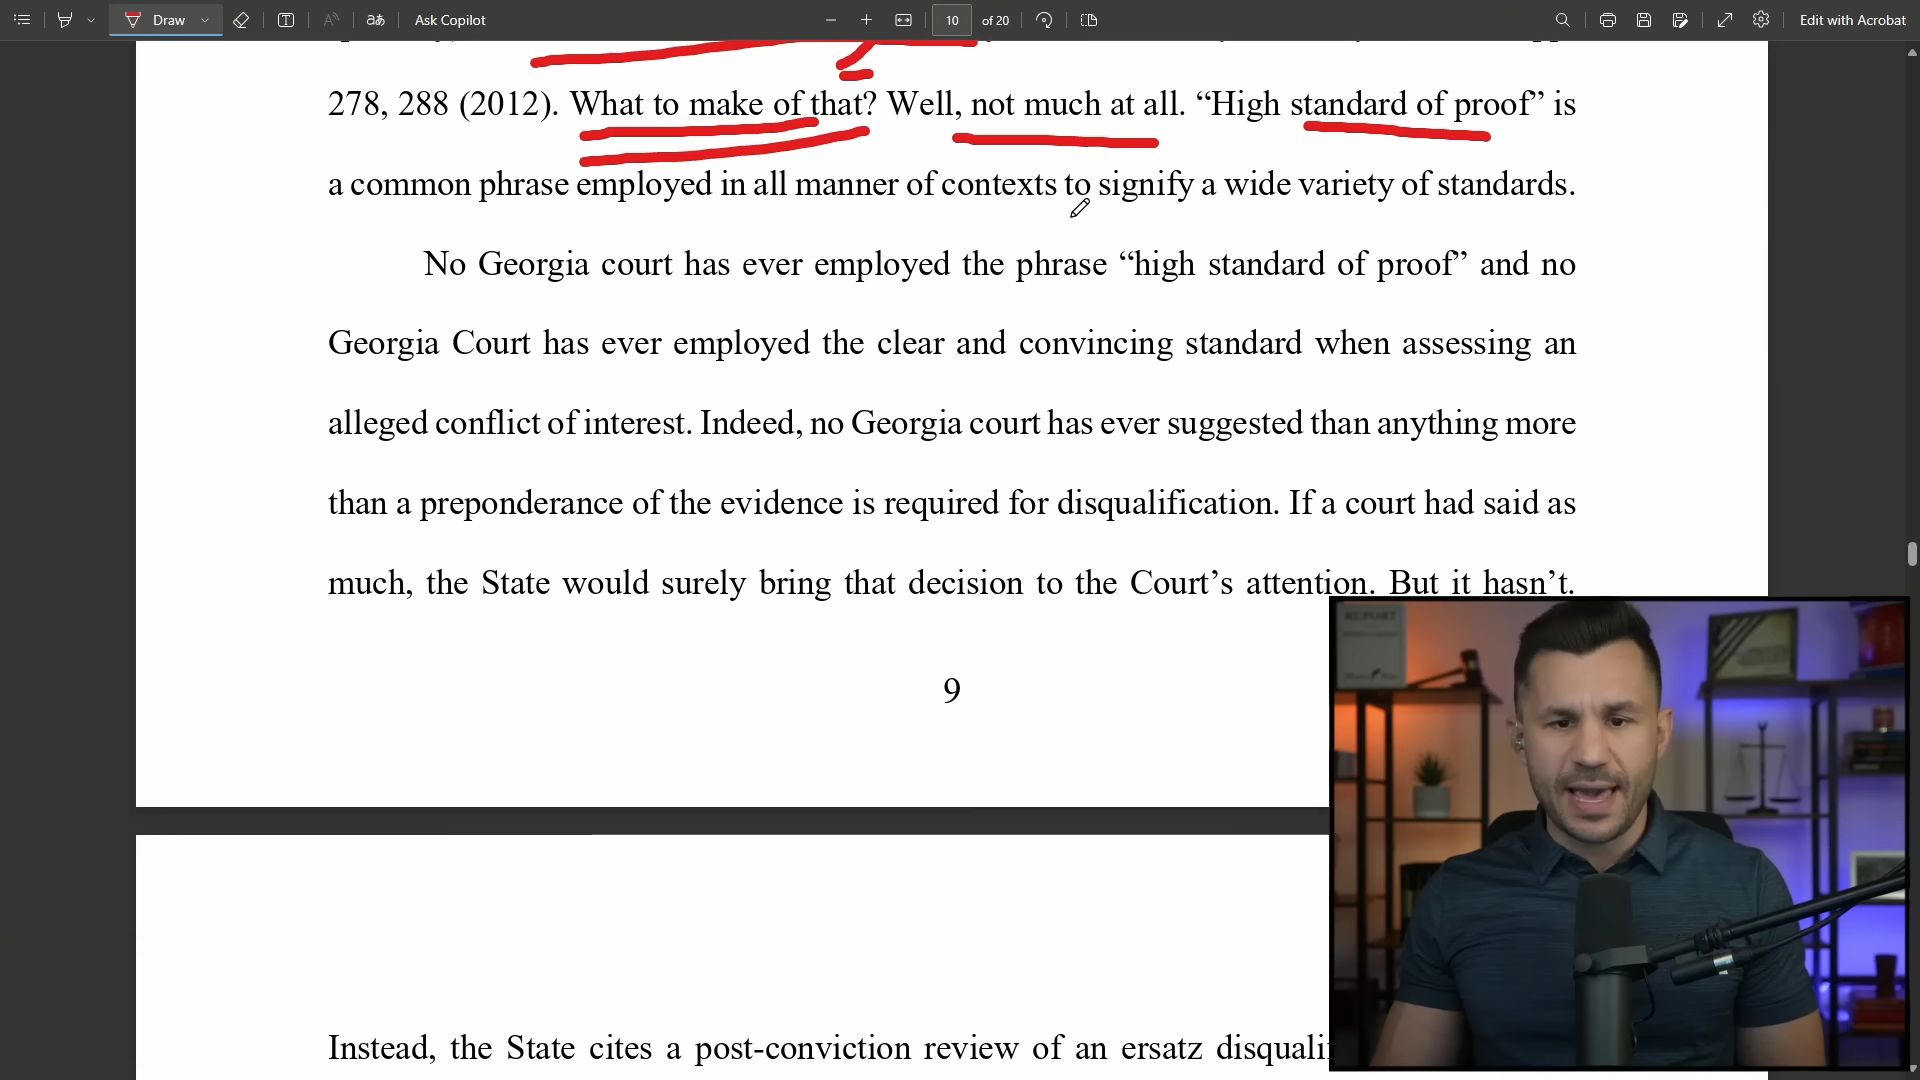 Draw
aあ
Ask Copilot
10 of 20
Edit with Acrobat
278, 288 (2012). What to make of that? Well, not much at all. “High standard of proof” is
a common phrase employed in all manner of contexts to signify a wide variety of standards.
No Georgia court has ever employed the phrase “high standard of proof” and no
Georgia Court has ever employed the clear and convincing standard when assessing an
alleged conflict of interest. Indeed, no Georgia court has ever suggested than anything more
than a preponderance of the evidence is required for disqualification. If a court had said as
much, the State would surely bring that decision to the Court’s attention. But it hasn’t.
9
REPORT
Instead, the State cites a post-conviction review of an ersatz